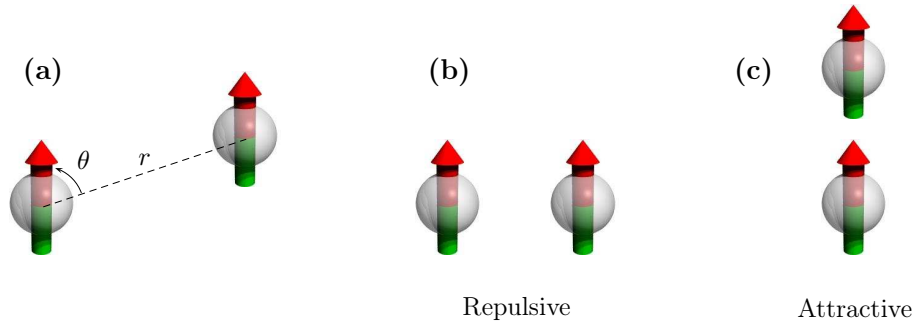 (a)
θ
r
(b)
Repulsive
(c)
Attractive